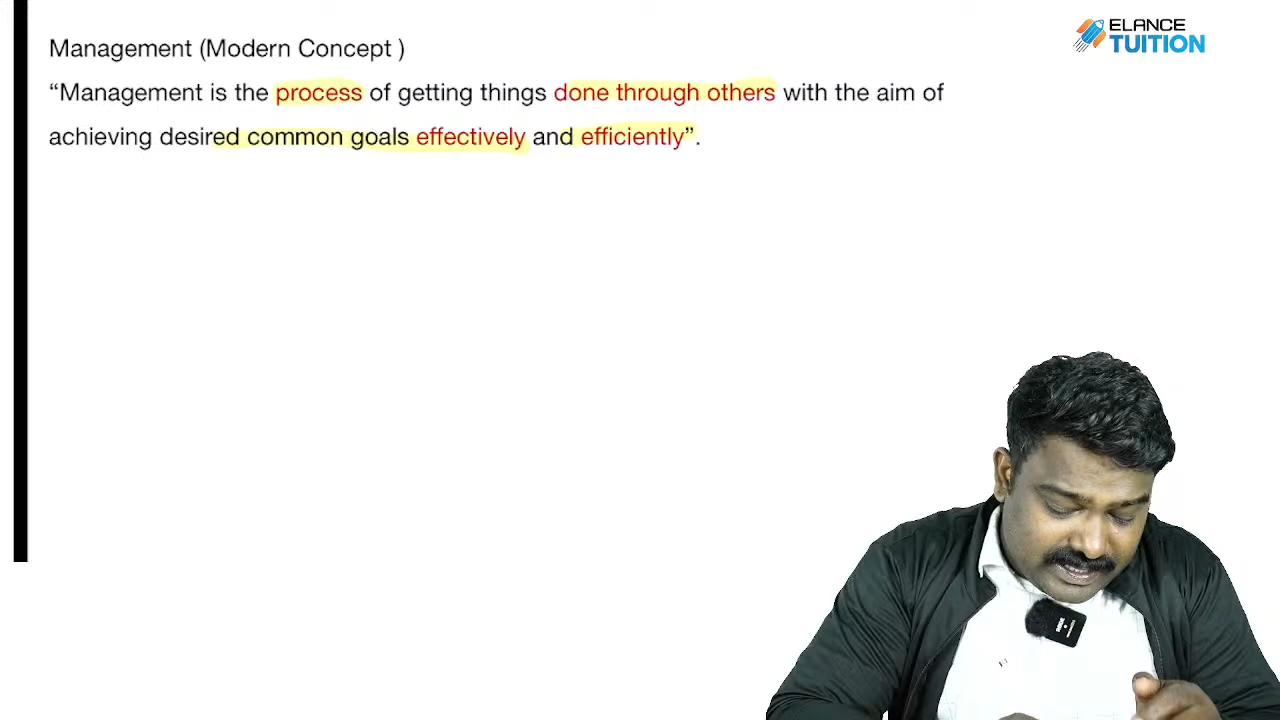 Management (Modern Concept )
“Management is the process of getting things done through others with the aim of
achieving desired common goals effectively and efficiently”.
ELANCE
TUITION